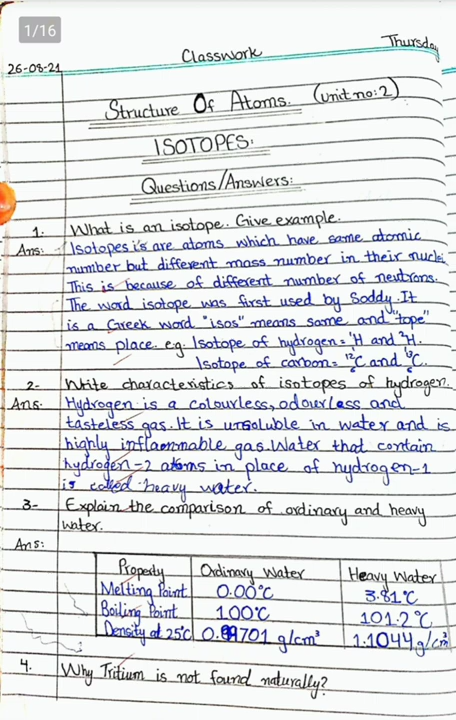 1/16
Classwork
Thursday
26-08-21
Structure Of Atoms. (Unit no:2)
ISOTOPES:
Questions/Answers:
1. What is an isotope. Give example.
Ans: Isotopes is are atoms which have same atomic
number but different mass number in their nuclei.
This is because of different number of neutrons.
The word isotope was first used by Soddy. It
is a Greek word "isos" means same and "tope"
means place. e.g. Isotope of hydrogen = ¹H and ²H.
Isotope of carbon = ¹²₆C and ¹³₆C.
2- Write characteristics of isotopes of hydrogen.
Ans- Hydrogen is a colourless, odourless and
tasteless gas. It is unsoluble in water and is
highly inflammable gas. Water that contain
hydrogen-2 atoms in place of hydrogen-1
is called heavy water.
3- Explain the comparison of ordinary and heavy
water.
Ans:
Property Ordinary Water Heavy Water
Melting Point 0.00°C 3.81°C
Boiling Point 100°C 101.2°C
Density at 25°C 0.99701 g/cm³ 1.1044 g/cm³
4. Why Tritium is not found naturally?